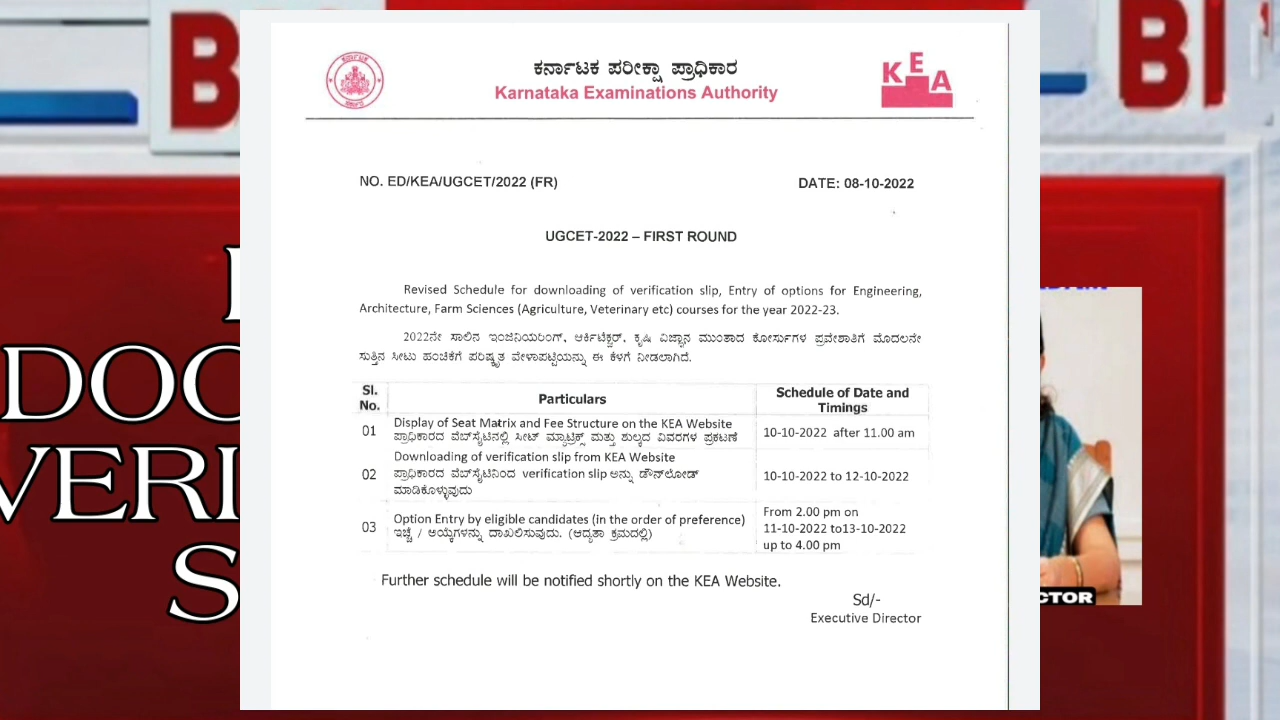 ಕರ್ನಾಟಕ ಪರೀಕ್ಷಾ ಪ್ರಾಧಿಕಾರ
Karnataka Examinations Authority
KEA
NO. ED/KEA/UGCET/2022 (FR)
DATE: 08-10-2022
UGCET-2022 – FIRST ROUND
Revised Schedule for downloading of verification slip, Entry of options for Engineering,
Architecture, Farm Sciences (Agriculture, Veterinary etc) courses for the year 2022-23.
2022ನೇ ಸಾಲಿನ ಇಂಜಿನಿಯರಿಂಗ್, ಆರ್ಕಿಟೆಕ್ಚರ್, ಕೃಷಿ ವಿಜ್ಞಾನ ಮುಂತಾದ ಕೋರ್ಸುಗಳ ಪ್ರವೇಶಾತಿಗೆ ಮೊದಲನೇ
ಸುತ್ತಿನ ಸೀಟು ಹಂಚಿಕೆಗೆ ಪರಿಷ್ಕೃತ ವೇಳಾಪಟ್ಟಿಯನ್ನು ಈ ಕೆಳಗೆ ನೀಡಲಾಗಿದೆ.
Sl. No. Particulars Schedule of Date and Timings
01 Display of Seat Matrix and Fee Structure on the KEA Website
ಪ್ರಾಧಿಕಾರದ ವೆಬ್‌ಸೈಟಿನಲ್ಲಿ ಸೀಟ್ ಮ್ಯಾಟ್ರಿಕ್ಸ್ ಮತ್ತು ಶುಲ್ಕದ ವಿವರಗಳ ಪ್ರಕಟಣೆ
10-10-2022 after 11.00 am
02 Downloading of verification slip from KEA Website
ಪ್ರಾಧಿಕಾರದ ವೆಬ್‌ಸೈಟಿನಿಂದ verification slip ಅನ್ನು ಡೌನ್‌ಲೋಡ್
ಮಾಡಿಕೊಳ್ಳುವುದು
10-10-2022 to 12-10-2022
03 Option Entry by eligible candidates (in the order of preference)
ಇಚ್ಛೆ / ಆಯ್ಕೆಗಳನ್ನು ದಾಖಲಿಸುವುದು. (ಆದ್ಯತಾ ಕ್ರಮದಲ್ಲಿ)
From 2.00 pm on
11-10-2022 to13-10-2022
up to 4.00 pm
Further schedule will be notified shortly on the KEA Website.
Sd/-
Executive Director